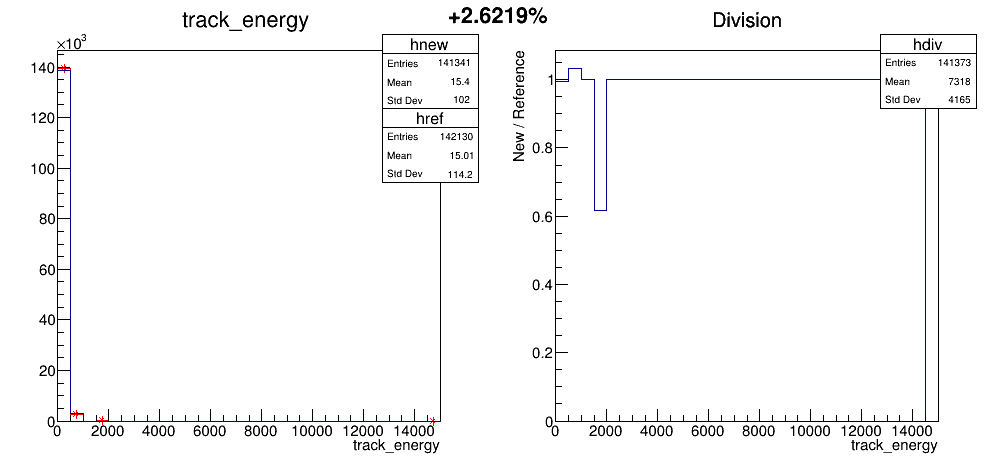 track_energy
+2.6219%
Division
×10³
hnew
Entries 141341
Mean 15.4
Std Dev 102
href
Entries 142130
Mean 15.01
Std Dev 114.2
140
120
100
80
60
40
20
0
0 2000 4000 6000 8000 10000 12000 14000
track_energy
New / Reference
hdiv
Entries 141373
Mean 7318
Std Dev 4165
1
0.8
0.6
0.4
0.2
0
0 2000 4000 6000 8000 10000 12000 14000
track_energy